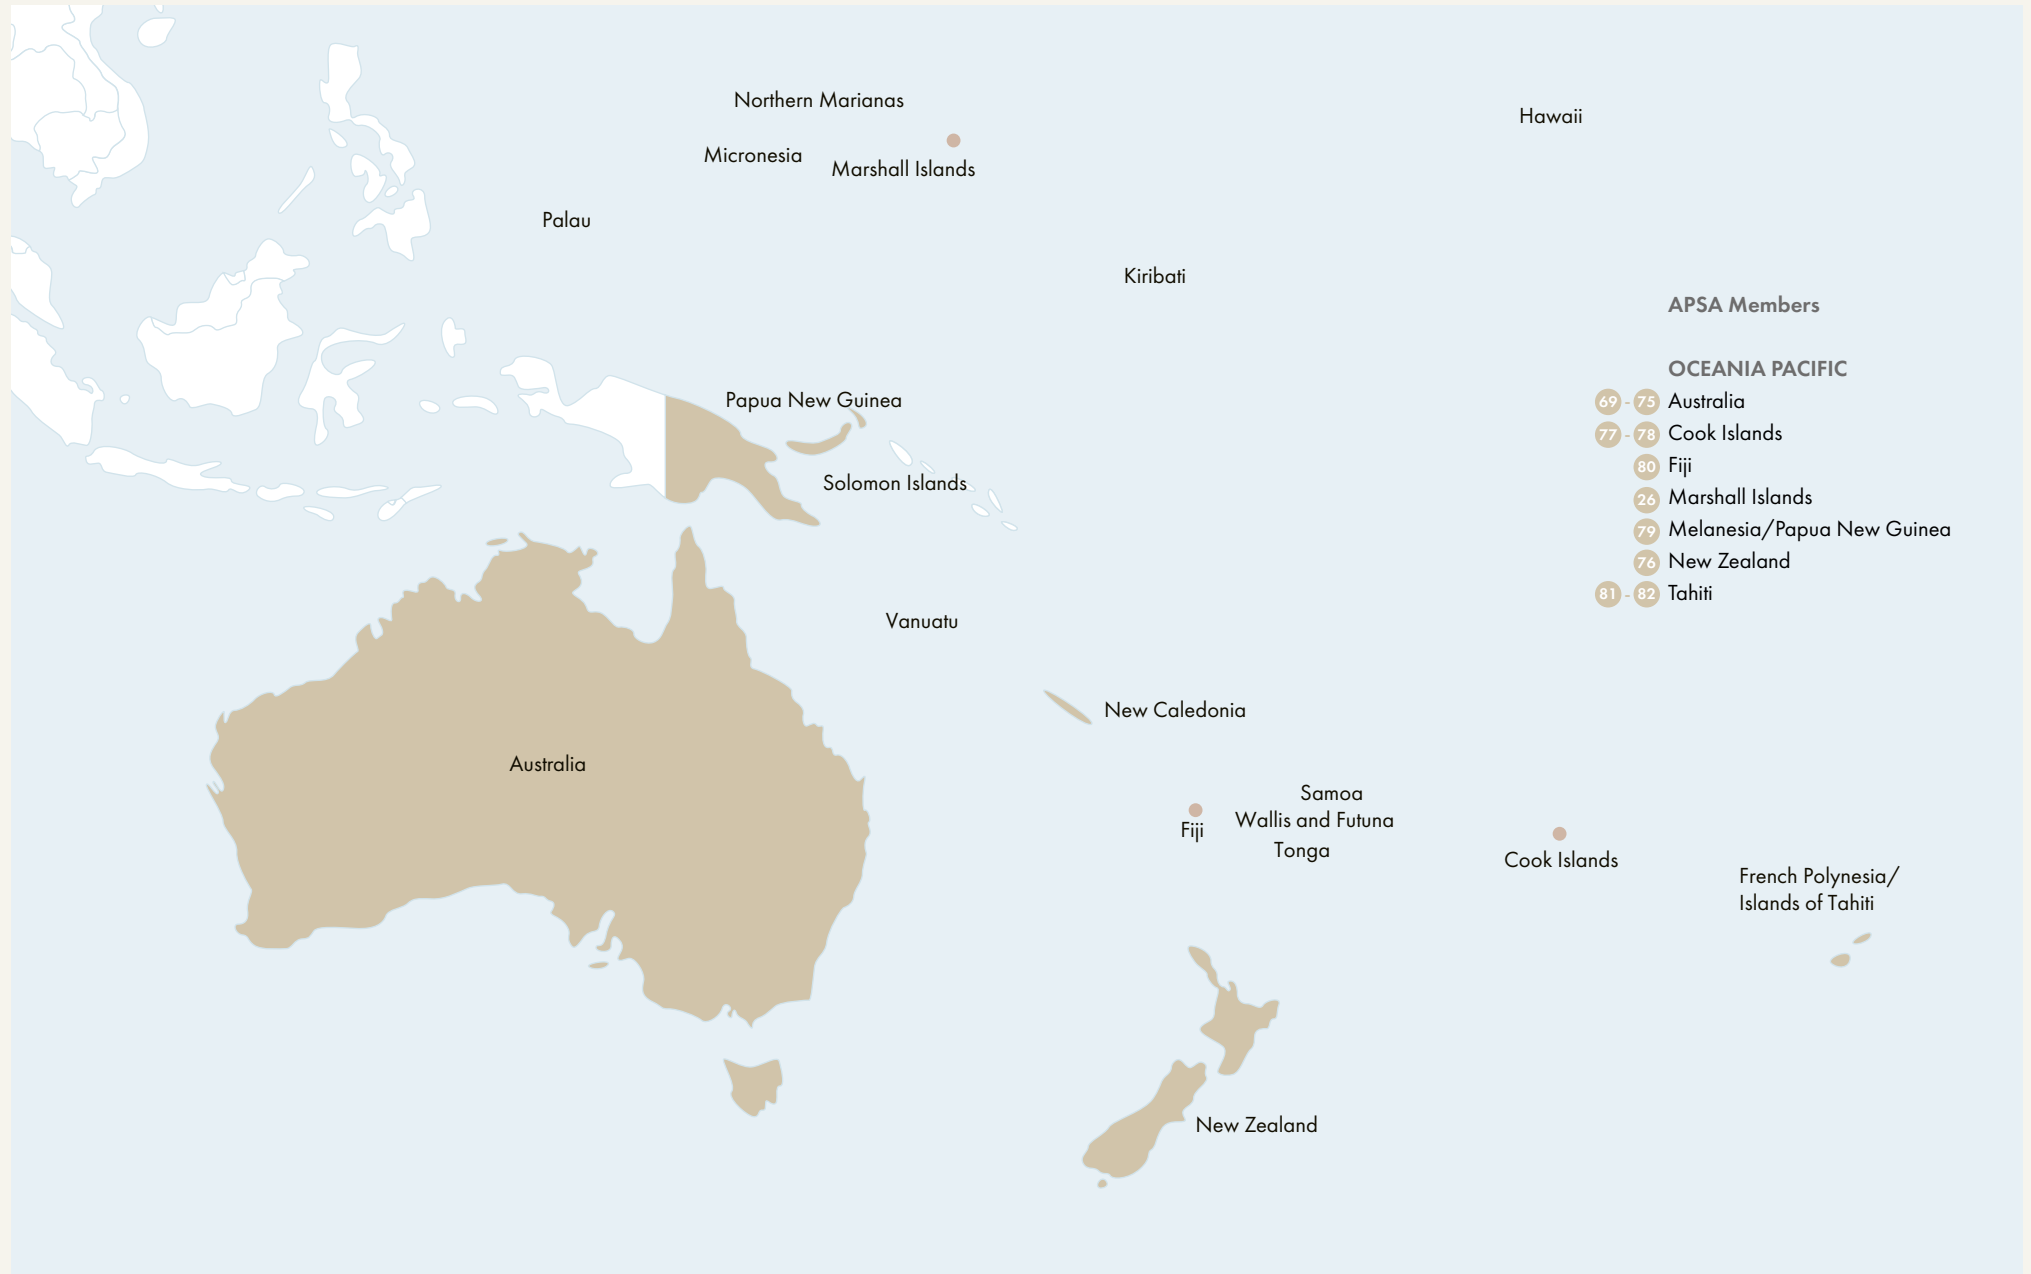 Northern Marianas
Hawaii
Micronesia
Marshall Islands
Palau
Kiribati
APSA Members
OCEANIA PACIFIC
69 - 75 Australia
77 - 78 Cook Islands
80 Fiji
26 Marshall Islands
79 Melanesia/Papua New Guinea
76 New Zealand
81 - 82 Tahiti
Papua New Guinea
Solomon Islands
Vanuatu
New Caledonia
Australia
Samoa
Wallis and Futuna
Fiji
Tonga
Cook Islands
French Polynesia/
Islands of Tahiti
New Zealand